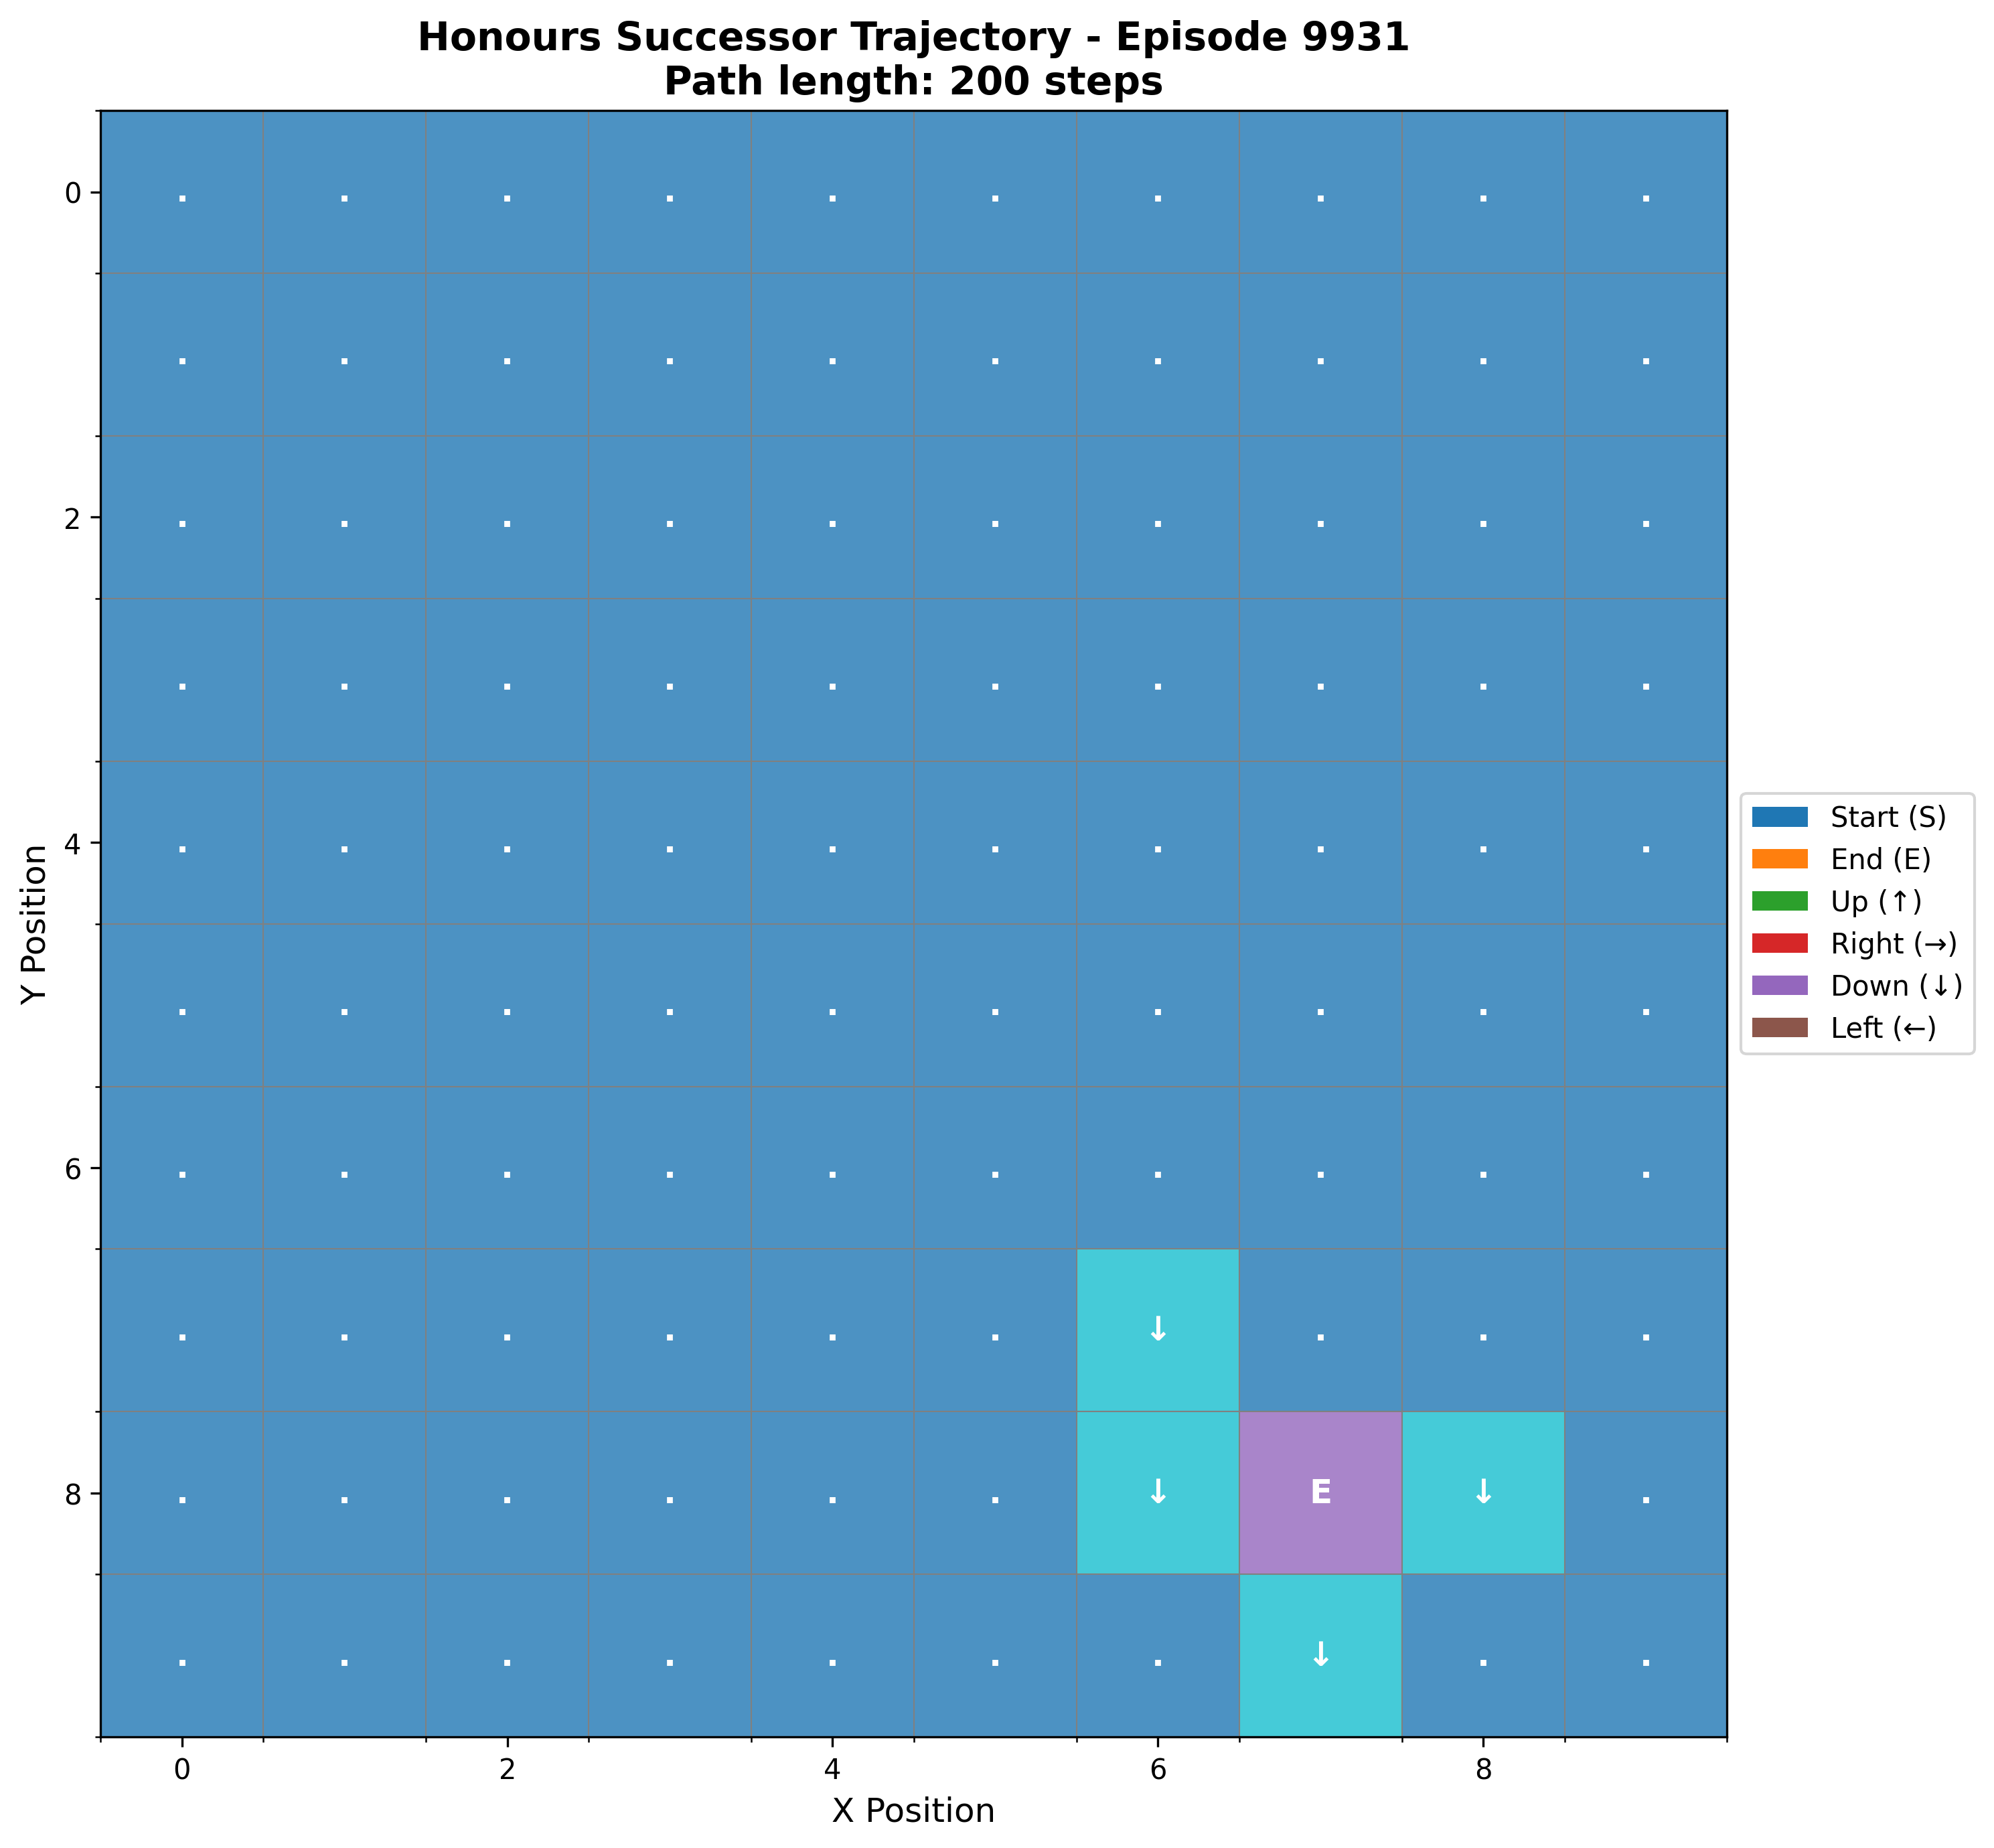 Honours Successor Trajectory - Episode 9931
Path length: 200 steps
0
2
4
6
8
Y Position
↓
↓ E ↓
↓
0 2 4 6 8
X Position
Start (S)
End (E)
Up (↑)
Right (→)
Down (↓)
Left (←)